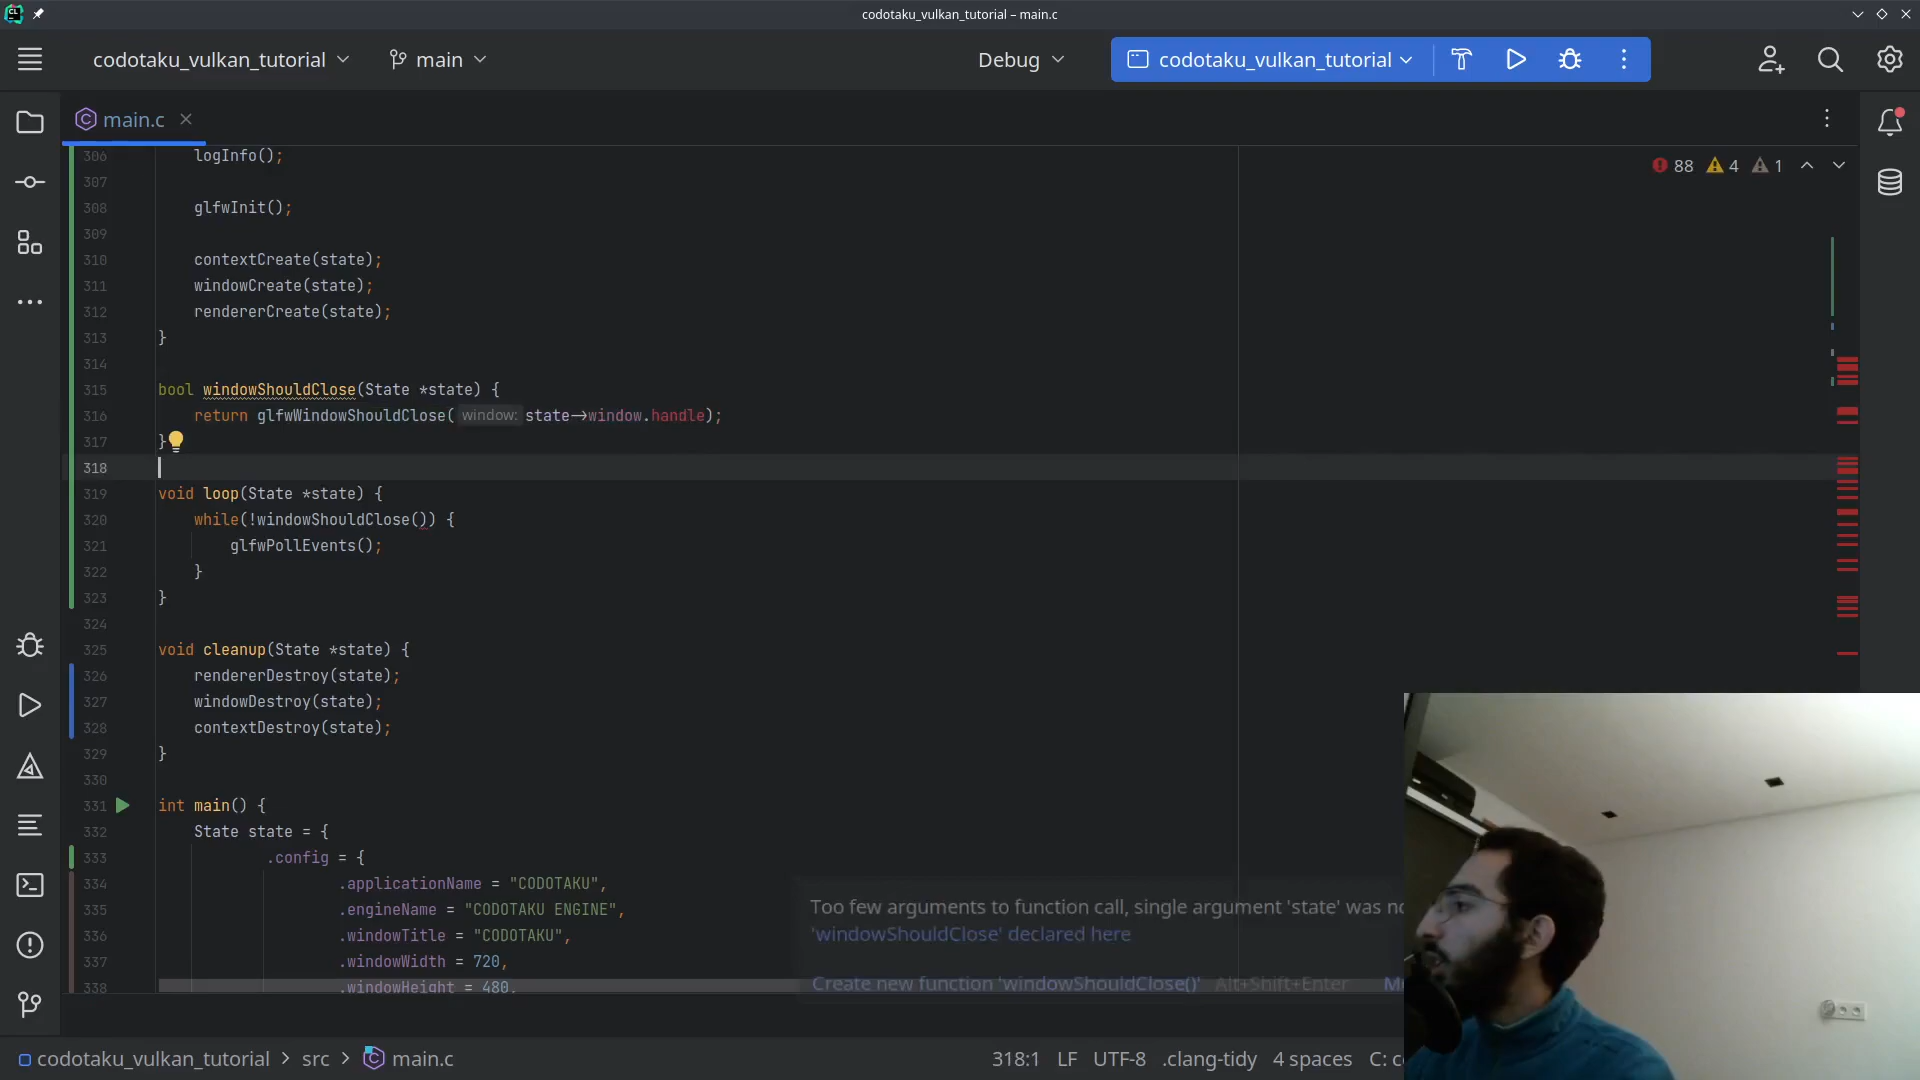 codotaku_vulkan_tutorial – main.c
codotaku_vulkan_tutorial
main
Debug
codotaku_vulkan_tutorial
main.c
88 4 1
306 logInfo();
307
308 glfwInit();
309
310 contextCreate(state);
311 windowCreate(state);
312 rendererCreate(state);
313 }
314
315 bool windowShouldClose(State *state) {
316 return glfwWindowShouldClose( window: state->window.handle);
317 }
318
319 void loop(State *state) {
320 while(!windowShouldClose()) {
321 glfwPollEvents();
322 }
323 }
324
325 void cleanup(State *state) {
326 rendererDestroy(state);
327 windowDestroy(state);
328 contextDestroy(state);
329 }
330
331 int main() {
332 State state = {
333 .config = {
334 .applicationName = "CODOTAKU",
335 .engineName = "CODOTAKU ENGINE",
336 .windowTitle = "CODOTAKU",
337 .windowWidth = 720,
338 .windowHeight = 480,
Too few arguments to function call, single argument 'state' was
'windowShouldClose' declared here
Create new function 'windowShouldClose()' Alt+Shift+Enter
codotaku_vulkan_tutorial > src > main.c
318:1 LF UTF-8 .clang-tidy 4 spaces C: